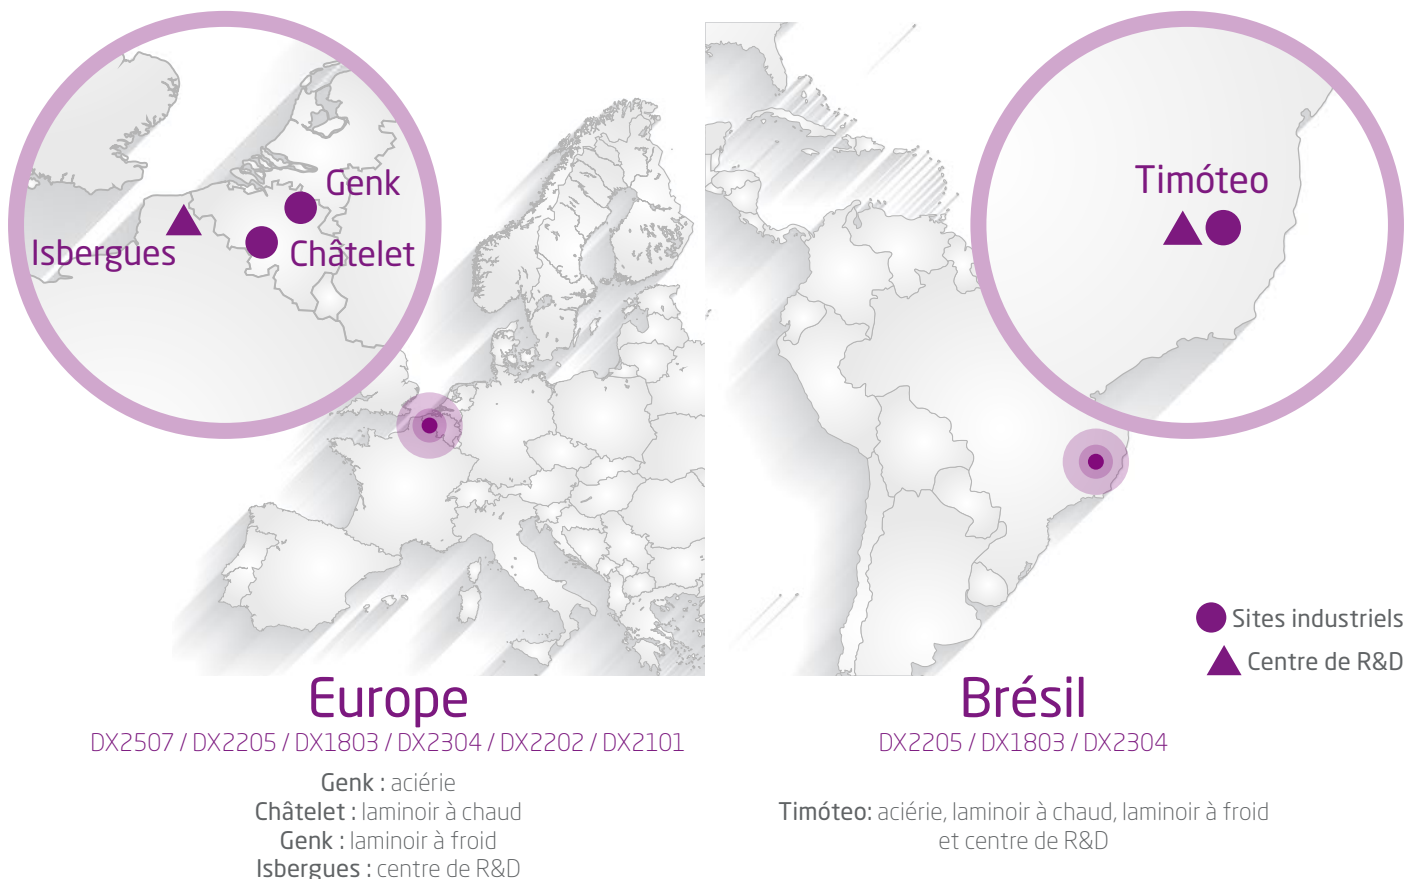 Genk
Isbergues
Châtelet
Timóteo
Sites industriels
Centre de R&D
Europe
DX2507 / DX2205 / DX1803 / DX2304 / DX2202 / DX2101
Genk : aciérie
Châtelet : laminoir à chaud
Genk : laminoir à froid
Isbergues : centre de R&D
Brésil
DX2205 / DX1803 / DX2304
Timóteo: aciérie, laminoir à chaud, laminoir à froid
et centre de R&D